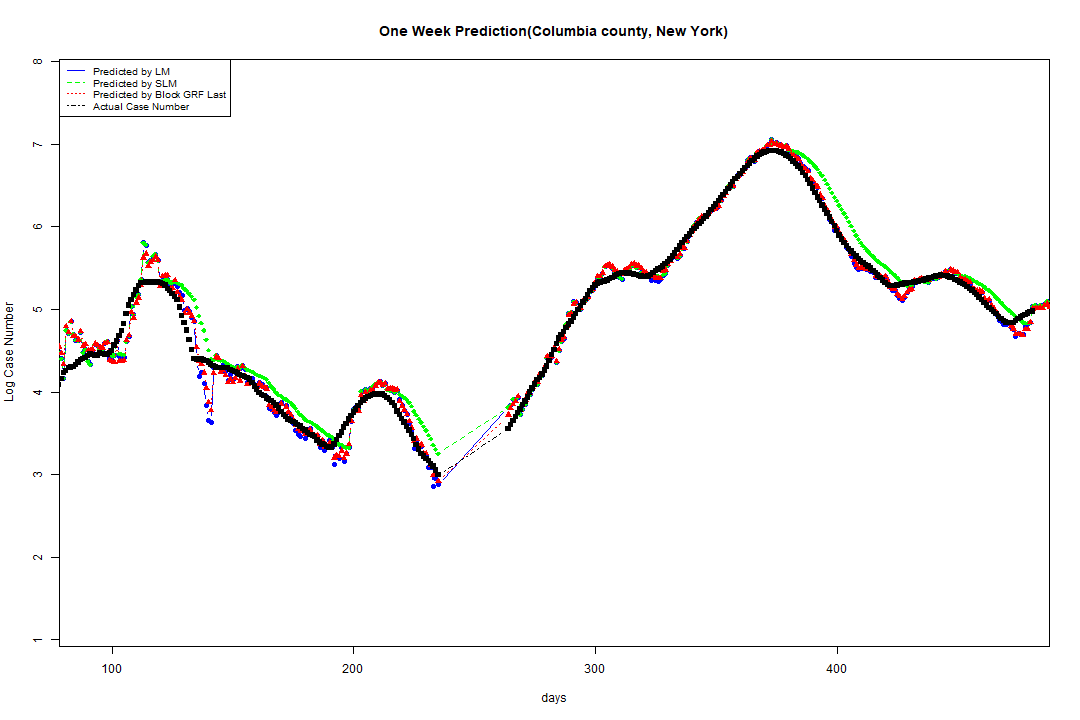 One Week Prediction(Columbia county, New York)
Predicted by LM
Predicted by SLM
Predicted by Block GRF Last
Actual Case Number
8
7
6
5
4
3
2
1
Log Case Number
100 200 300 400
days